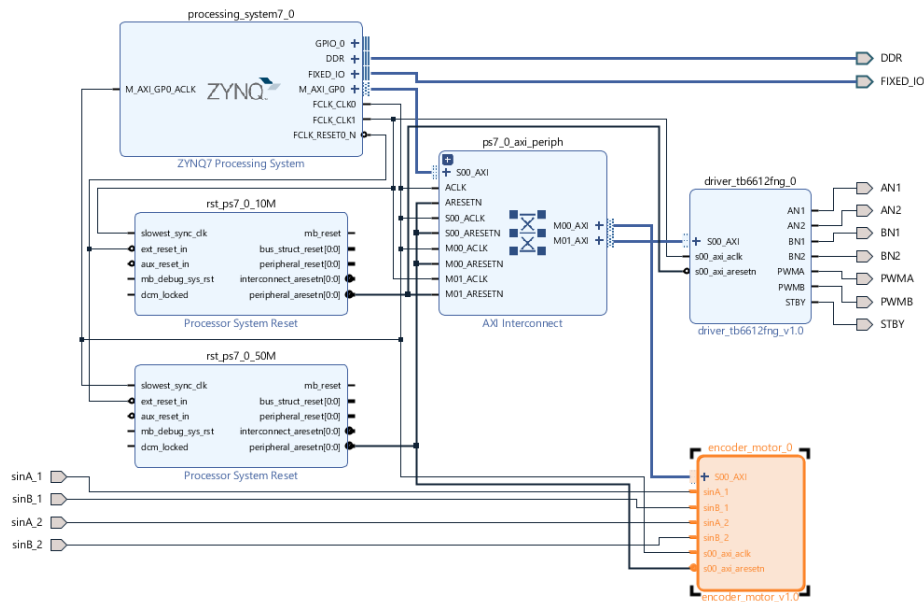 processing_system7_0
GPIO_0
DDR
FIXED_IO
M_AXI_GP0_ACLK
ZYNQ
M_AXI_GP0
FCLK_CLK0
FCLK_CLK1
FCLK_RESET0_N
ZYNQ7 Processing System
DDR
FIXED_IO
ps7_0_axi_periph
S00_AXI
ACLK
ARESETN
S00_ACLK
S00_ARESETN
M00_ACLK
M00_ARESETN
M01_ACLK
M01_ARESETN
M00_AXI
M01_AXI
AXI Interconnect
rst_ps7_0_10M
slowest_sync_clk
ext_reset_in
aux_reset_in
mb_debug_sys_rst
dcm_locked
mb_reset
bus_struct_reset[0:0]
peripheral_reset[0:0]
interconnect_aresetn[0:0]
peripheral_aresetn[0:0]
Processor System Reset
driver_tb6612fng_0
S00_AXI
s00_axi_aclk
s00_axi_aresetn
AN1
AN2
BN1
BN2
PWMA
PWMB
STBY
driver_tb6612fng_v1.0
AN1
AN2
BN1
BN2
PWMA
PWMB
STBY
rst_ps7_0_50M
slowest_sync_clk
ext_reset_in
aux_reset_in
mb_debug_sys_rst
dcm_locked
mb_reset
bus_struct_reset[0:0]
peripheral_reset[0:0]
interconnect_aresetn[0:0]
peripheral_aresetn[0:0]
Processor System Reset
sinA_1
sinB_1
sinA_2
sinB_2
encoder_motor_0
S00_AXI
sinA_1
sinB_1
sinA_2
sinB_2
s00_axi_aclk
s00_axi_aresetn
encoder_motor_v1.0